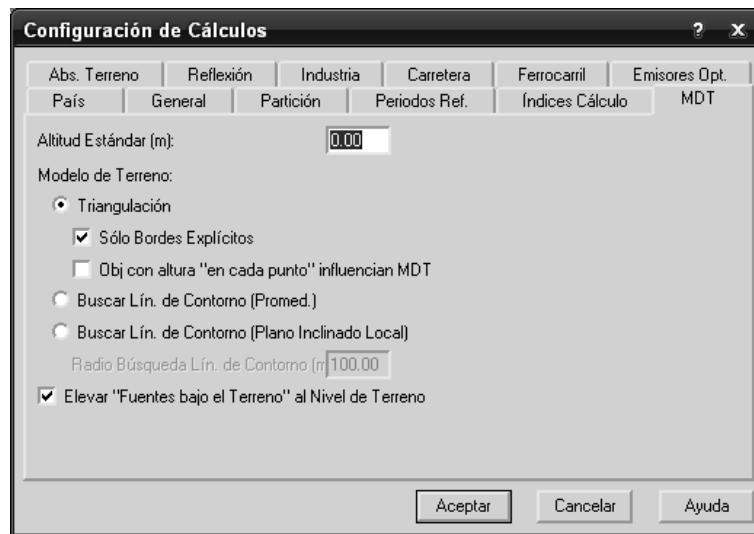 Configuración de Cálculos ? x
Abs. Terreno Reflexión Industria Carretera Ferrocarril Emisores Opt.
País General Partición Periodos Ref. Índices Cálculo MDT
Altitud Estándar (m): 0.00
Modelo de Terreno:
Triangulación
Sólo Bordes Explícitos
Obj con altura "en cada punto" influencian MDT
Buscar Lín. de Contorno (Promed.)
Buscar Lín. de Contorno (Plano Inclinado Local)
Radio Búsqueda Lín. de Contorno (m 100.00
Elevar "Fuentes bajo el Terreno" al Nivel de Terreno
Aceptar Cancelar Ayuda